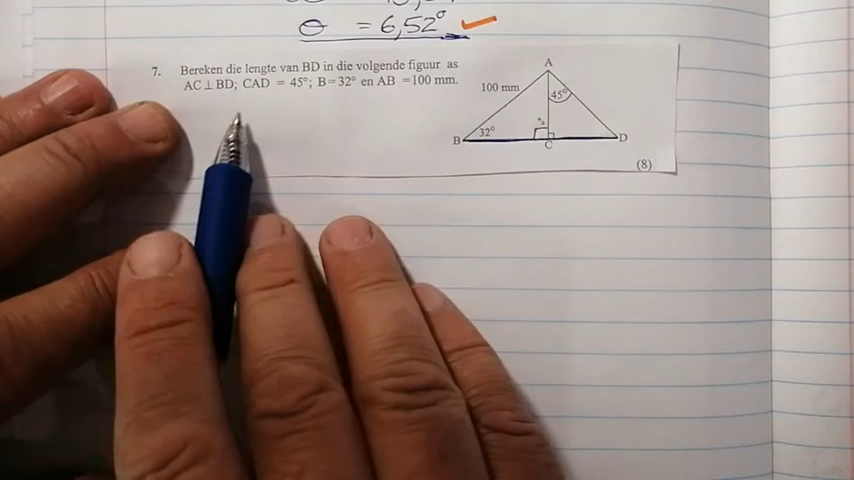 θ = 6,52°
7. Bereken die lengte van BD in die volgende figuur as
AC ⊥ BD; CAD = 45°; B=32° en AB =100 mm.
A
100 mm
45°
B
32°
C
D
(8)